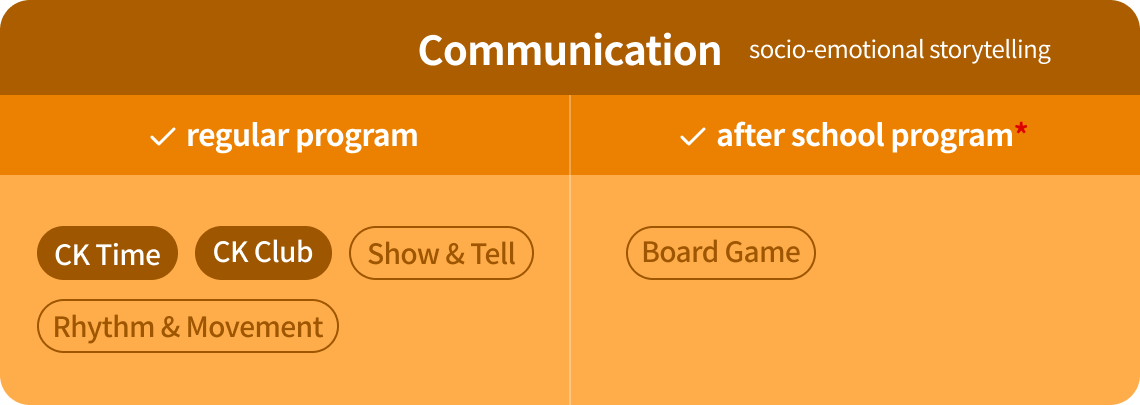 Communication socio-emotional storytelling
regular program
after school program*
CK Time CK Club Show & Tell
Rhythm & Movement
Board Game